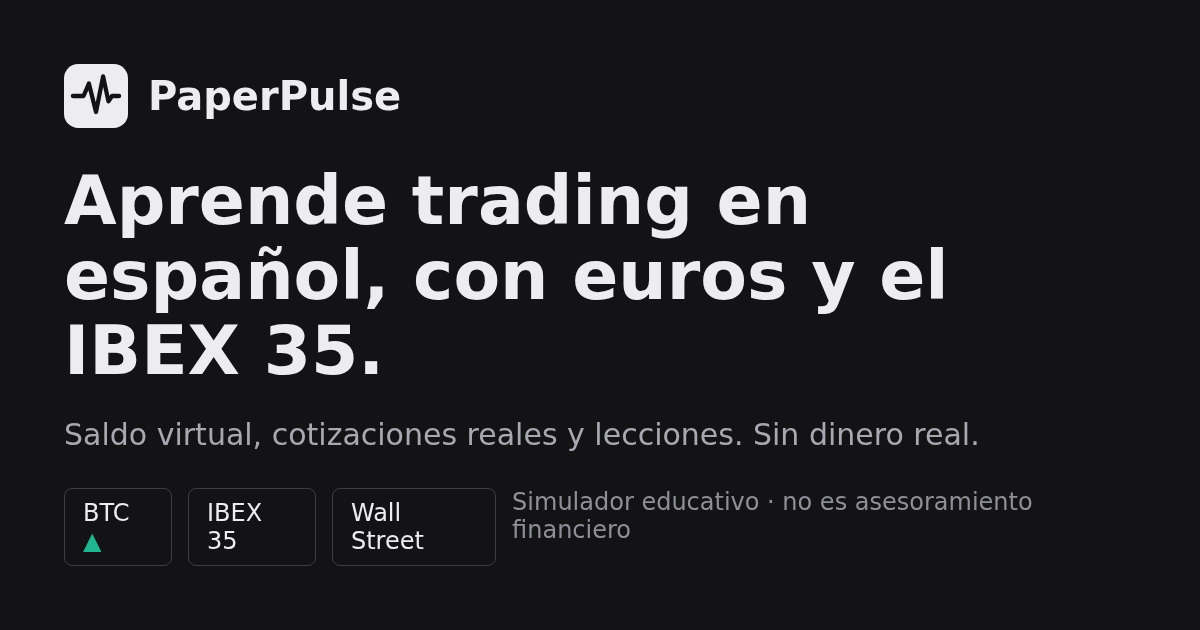 PaperPulse
Aprende trading en
español, con euros y el
IBEX 35.
Saldo virtual, cotizaciones reales y lecciones. Sin dinero real.
BTC
▲
IBEX
35
Wall
Street
Simulador educativo · no es asesoramiento
financiero